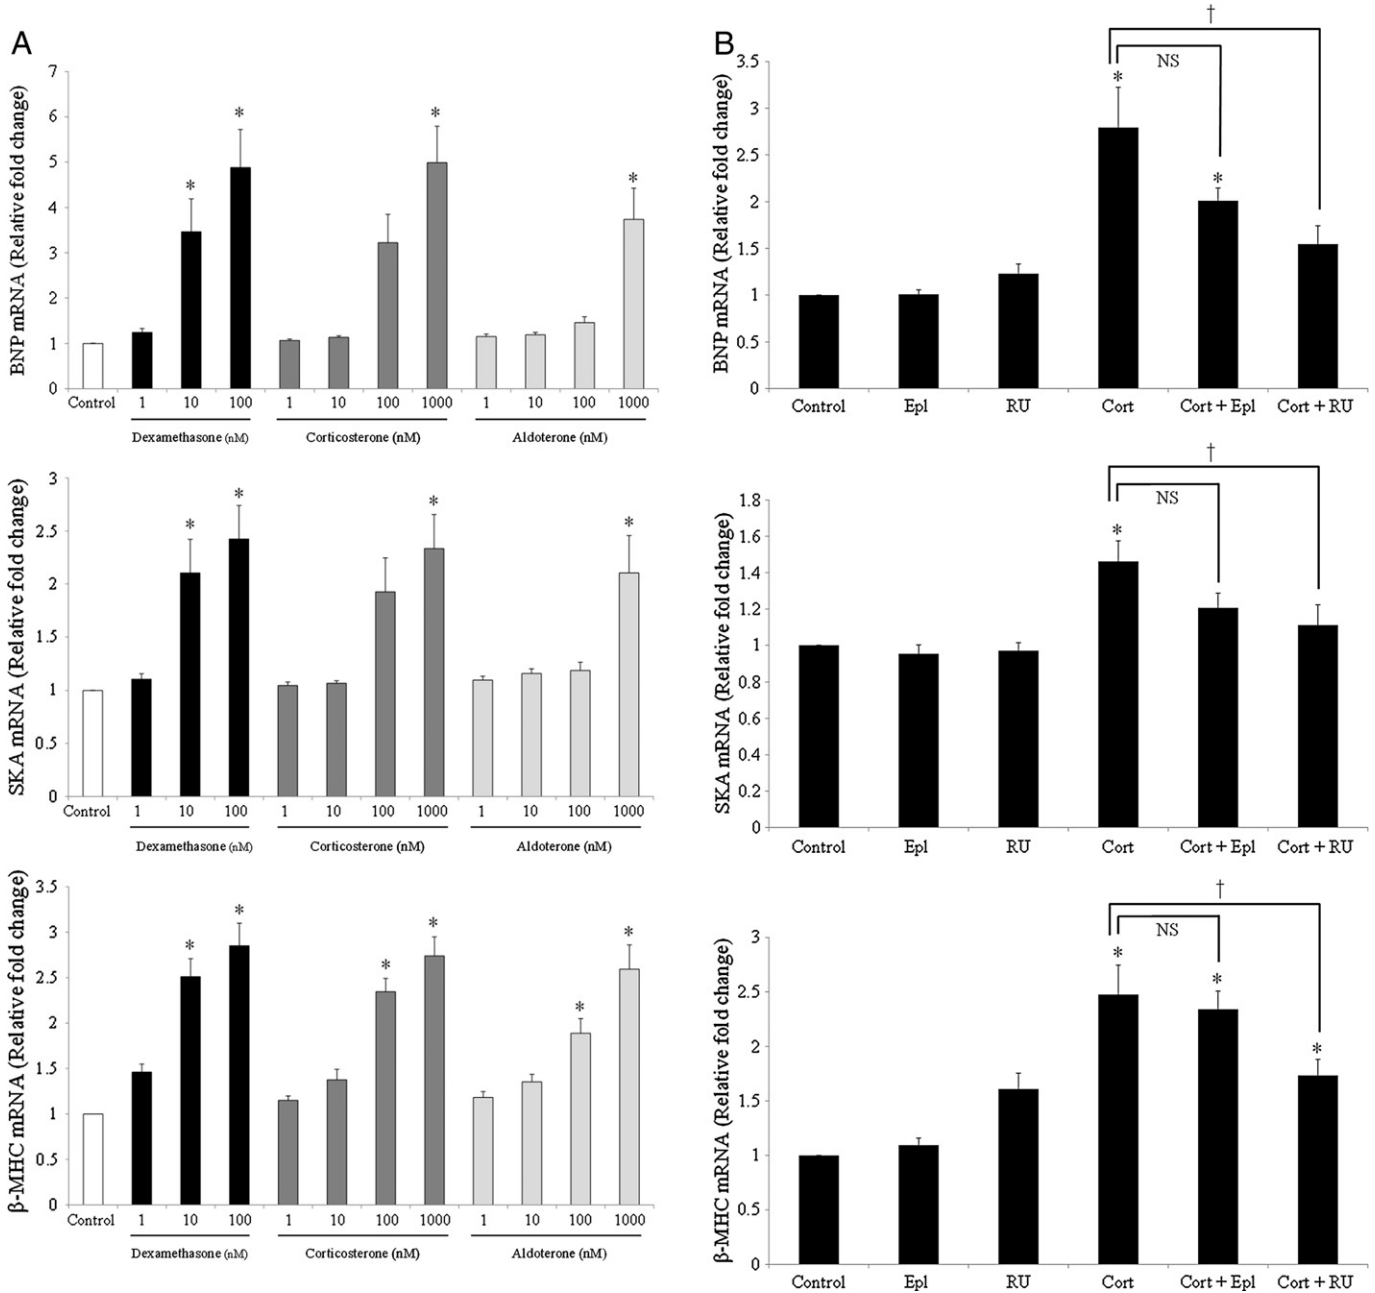 A
BNP mRNA (Relative fold change)
7
6
5
4
3
2
1
0
* * * *
Control 1 10 100 1 10 100 1000 1 10 100 1000
Dexamethasone (nM) Corticosterone (nM) Aldoterone (nM)
SKA mRNA (Relative fold change)
3
2.5
2
1.5
1
0.5
0
* * * *
Control 1 10 100 1 10 100 1000 1 10 100 1000
Dexamethasone (nM) Corticosterone (nM) Aldoterone (nM)
β-MHC mRNA (Relative fold change)
3.5
3
2.5
2
1.5
1
0.5
0
* * * * * *
Control 1 10 100 1 10 100 1000 1 10 100 1000
Dexamethasone (nM) Corticosterone (nM) Aldoterone (nM)
B
BNP mRNA (Relative fold change)
3.5
3
2.5
2
1.5
1
0.5
0
†
NS
* *
Control Epl RU Cort Cort + Epl Cort + RU
SKA mRNA (Relative fold change)
1.8
1.6
1.4
1.2
1
0.8
0.6
0.4
0.2
0
†
NS
*
Control Epl RU Cort Cort + Epl Cort + RU
β-MHC mRNA (Relative fold change)
3
2.5
2
1.5
1
0.5
0
†
NS
* * *
Control Epl RU Cort Cort + Epl Cort + RU